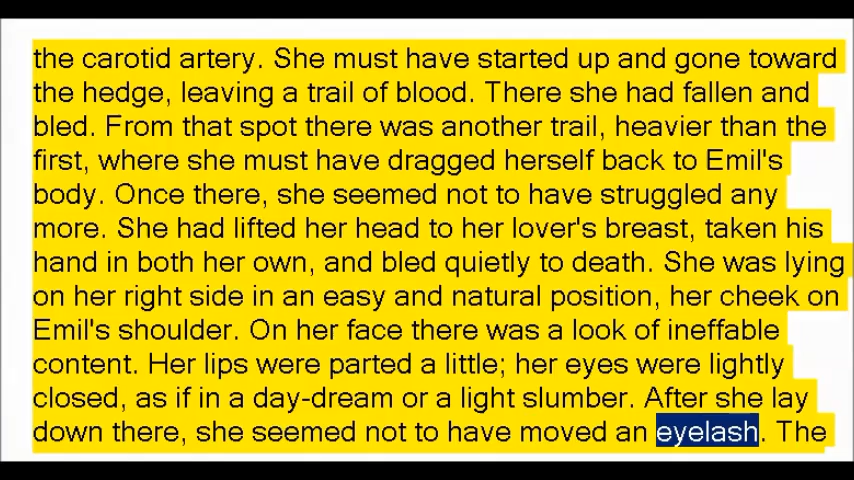 the carotid artery. She must have started up and gone toward
the hedge, leaving a trail of blood. There she had fallen and
bled. From that spot there was another trail, heavier than the
first, where she must have dragged herself back to Emil's
body. Once there, she seemed not to have struggled any
more. She had lifted her head to her lover's breast, taken his
hand in both her own, and bled quietly to death. She was lying
on her right side in an easy and natural position, her cheek on
Emil's shoulder. On her face there was a look of ineffable
content. Her lips were parted a little; her eyes were lightly
closed, as if in a day-dream or a light slumber. After she lay
down there, she seemed not to have moved an eyelash. The